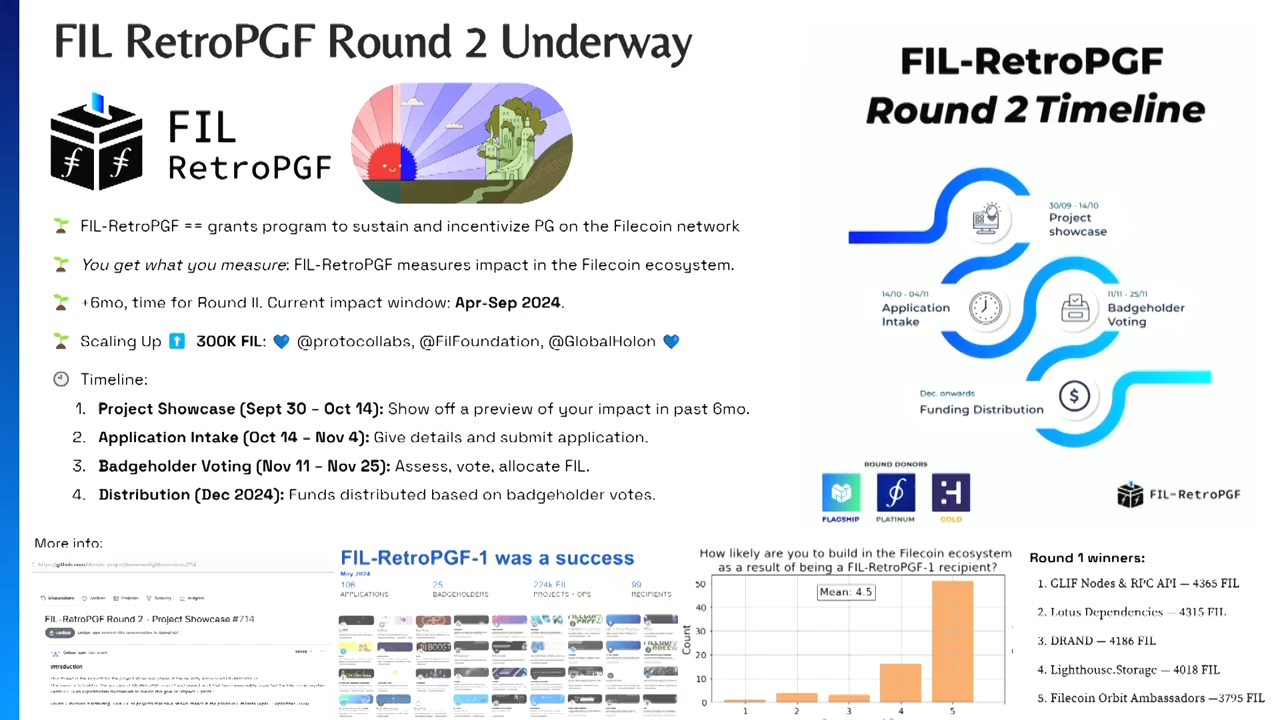 FIL RetroPGF Round 2 Underway
FIL
RetroPGF
FIL-RetroPGF == grants program to sustain and incentivize PG on the Filecoin network
You get what you measure: FIL-RetroPGF measures impact in the Filecoin ecosystem.
+6mo, time for Round II. Current impact window: Apr-Sep 2024.
Scaling Up ⬆️ 300K FIL: 💙 @protocollabs, @FilFoundation, @GlobalHolon 💙
Timeline:
1. Project Showcase (Sept 30 – Oct 14): Show off a preview of your impact in past 6mo.
2. Application Intake (Oct 14 – Nov 4): Give details and submit application.
3. Badgeholder Voting (Nov 11 – Nov 25): Assess, vote, allocate FIL.
4. Distribution (Dec 2024): Funds distributed based on badgeholder votes.
FIL-RetroPGF
Round 2 Timeline
30/09 - 14/10
Project
showcase
14/10 - 04/11
Application
Intake
11/11 - 25/11
Badgeholder
Voting
Dec. onwards
Funding Distribution
ROUND DONORS
FLAGSHIP
PLATINUM
GOLD
FIL-RetroPGF
More info:
Discussions Actions Projects Security Insights
FIL-RetroPGF Round 2 - Project Showcase #714
Introduction
FIL-RetroPGF-1 was a success
May 2024
108
APPLICATIONS
25
BADGEHOLDERS
224k FIL
PROJECTS + OPS
99
RECIPIENTS
How likely are you to build in the Filecoin ecosystem
as a result of being a FIL-RetroPGF-1 recipient?
Mean: 4.5
Count
50
40
30
20
10
0
1 2 3 4 5
Round 1 winners:
1. GLIF Nodes & RPC API — 4365 FIL
2. Lotus Dependencies — 4315 FIL
3. DRAND — 4186 FIL
4. Lighthouse.Storage — 4018 FIL
5. Filecoin Orbit Ambassadors —3795 FIL